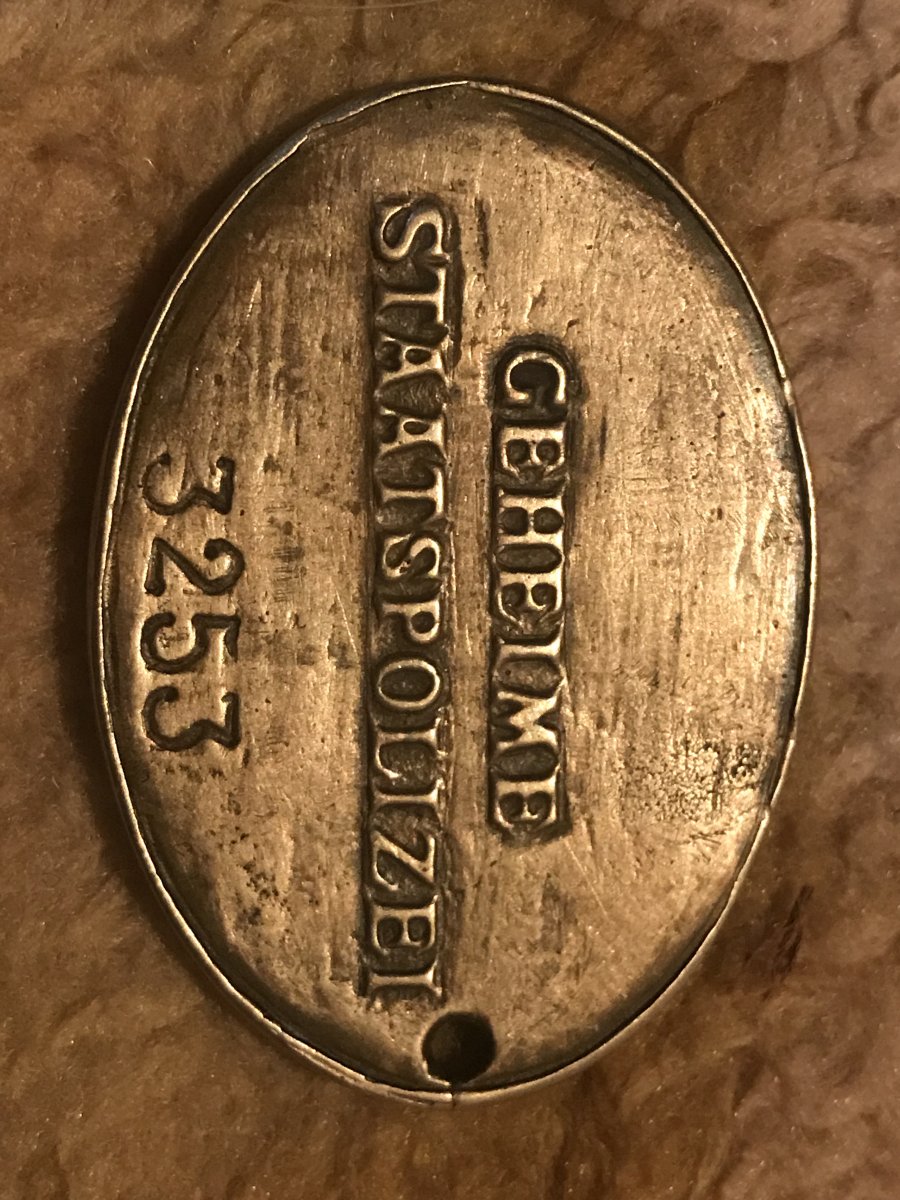 GEHEIME
STAATSPOLIZEI
3253